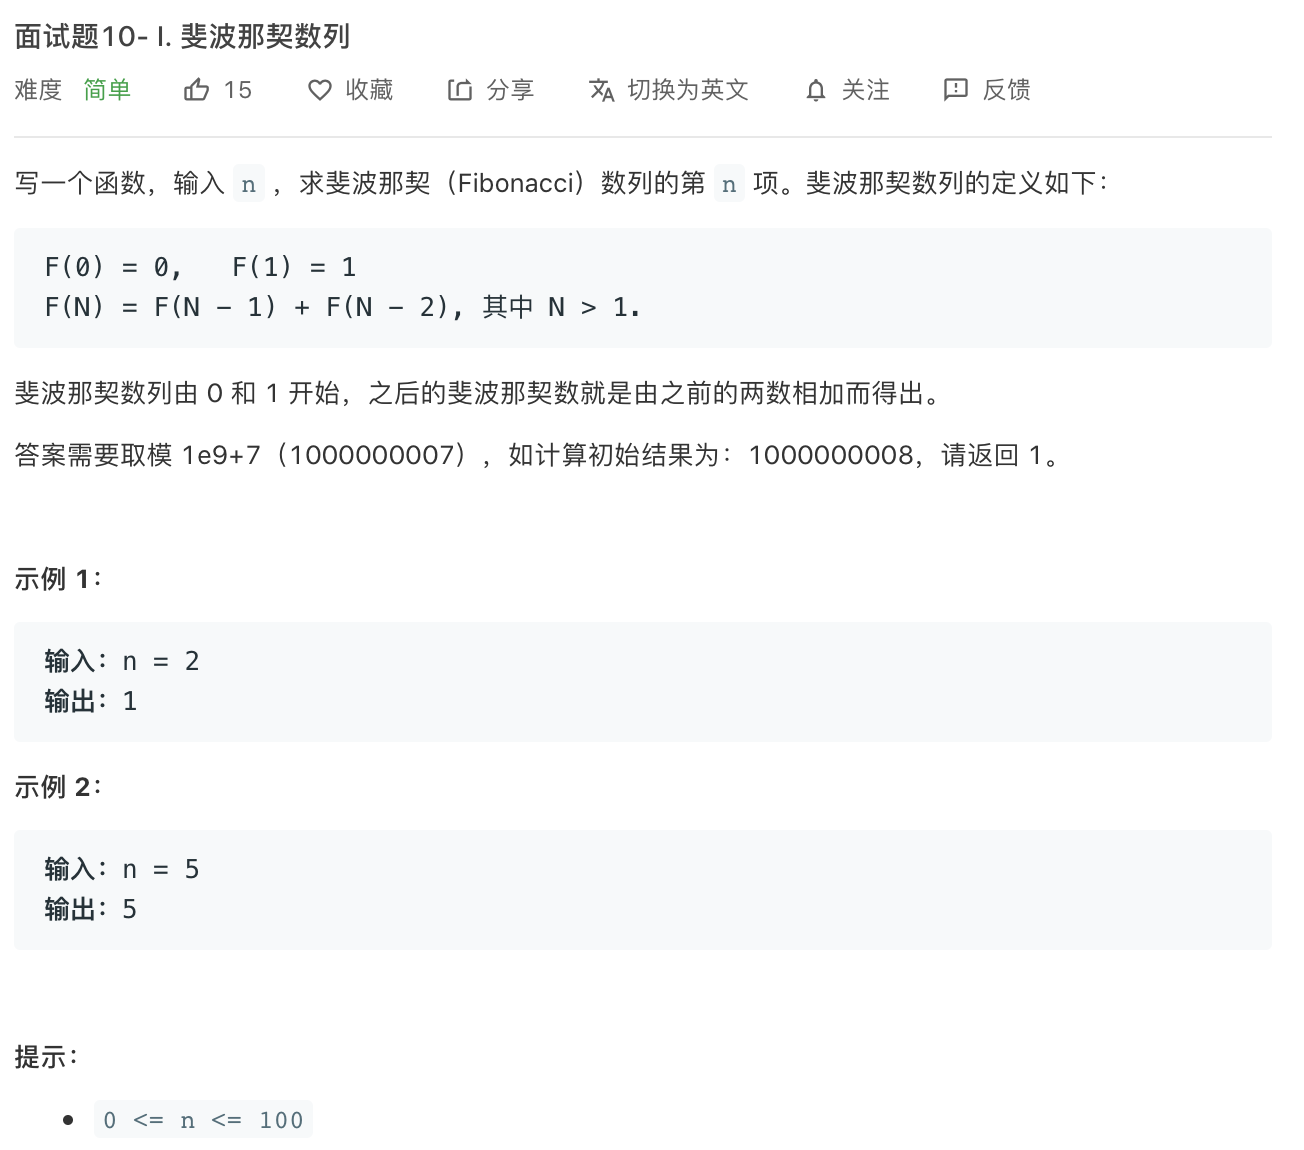 面试题10- I. 斐波那契数列
难度 简单 15 收藏 分享 切换为英文 关注 反馈
写一个函数，输入 n ，求斐波那契（Fibonacci）数列的第 n 项。斐波那契数列的定义如下：
F(0) = 0,   F(1) = 1
F(N) = F(N - 1) + F(N - 2), 其中 N > 1.
斐波那契数列由 0 和 1 开始，之后的斐波那契数就是由之前的两数相加而得出。
答案需要取模 1e9+7（1000000007），如计算初始结果为：1000000008，请返回 1。
示例 1：
输入：n = 2
输出：1
示例 2：
输入：n = 5
输出：5
提示：
• 0 <= n <= 100